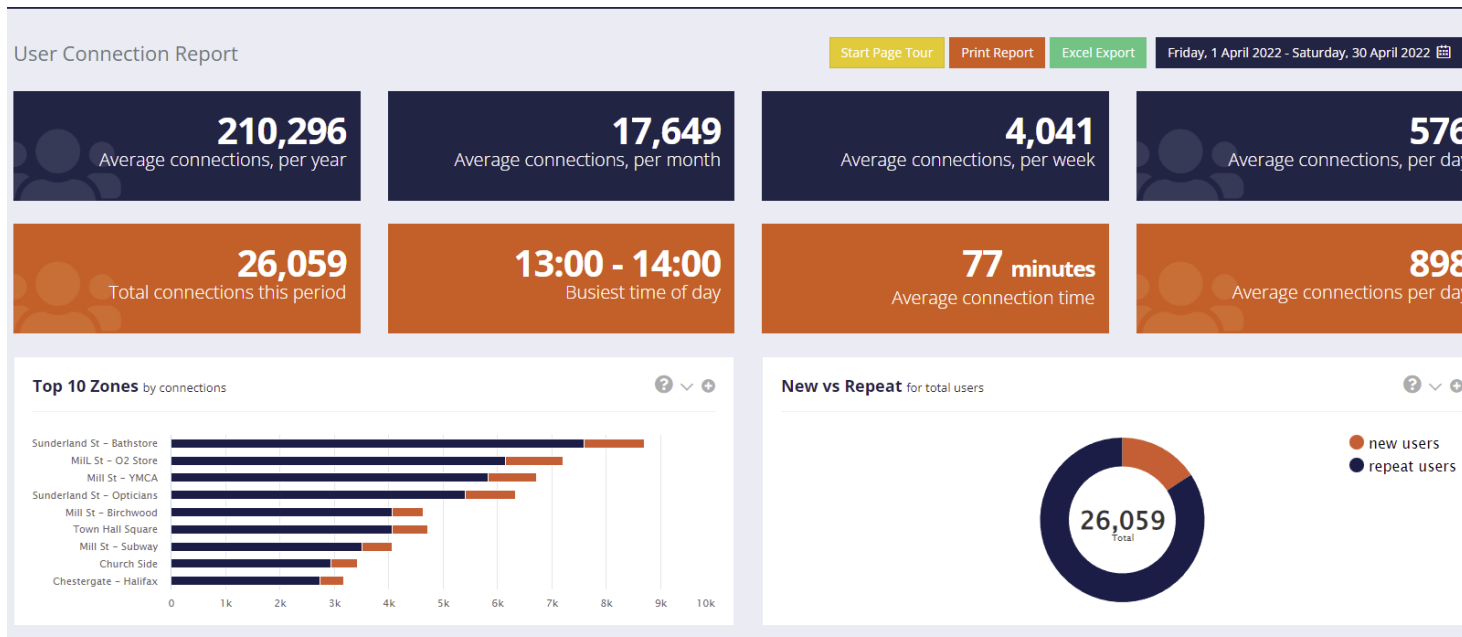 User Connection Report
Start Page Tour
Print Report
Excel Export
Friday, 1 April 2022 - Saturday, 30 April 2022
210,296
Average connections, per year
17,649
Average connections, per month
4,041
Average connections, per week
576
Average connections, per day
26,059
Total connections this period
13:00 - 14:00
Busiest time of day
77 minutes
Average connection time
898
Average connections per day
Top 10 Zones by connections
Sunderland St - Bathstore
MilL St - O2 Store
Mill St - YMCA
Sunderland St - Opticians
Mill St - Birchwood
Town Hall Square
Mill St - Subway
Church Side
Chestergate - Halifax
0 1k 2k 3k 4k 5k 6k 7k 8k 9k 10k
New vs Repeat for total users
new users
repeat users
26,059
Total